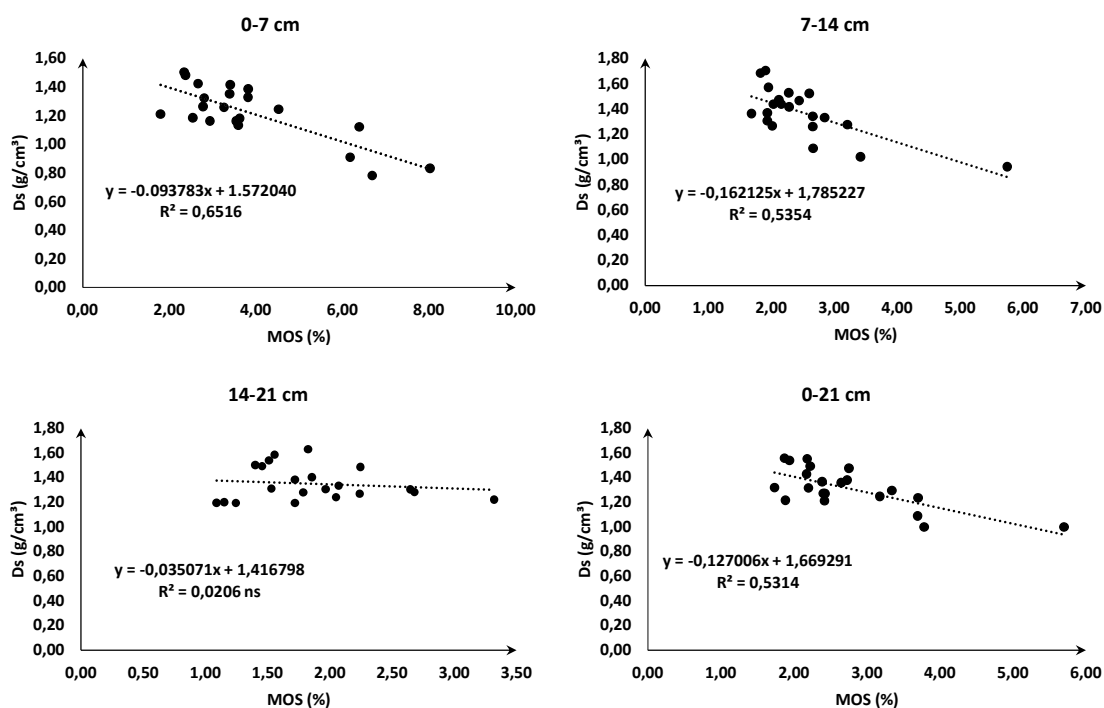 0-7 cm
Ds (g/cm³)
1,60
1,40
1,20
1,00
0,80
0,60
0,40
0,20
0,00
y = -0.093783x + 1.572040
R² = 0,6516
0,00 2,00 4,00 6,00 8,00 10,00
MOS (%)
7-14 cm
Ds (g/cm³)
1,80
1,60
1,40
1,20
1,00
0,80
0,60
0,40
0,20
0,00
y = -0,162125x + 1,785227
R² = 0,5354
0,00 1,00 2,00 3,00 4,00 5,00 6,00 7,00
MOS (%)
14-21 cm
Ds (g/cm³)
1,80
1,60
1,40
1,20
1,00
0,80
0,60
0,40
0,20
0,00
y = -0,035071x + 1,416798
R² = 0,0206 ns
0,00 0,50 1,00 1,50 2,00 2,50 3,00 3,50
MOS (%)
0-21 cm
Ds (g/cm³)
1,80
1,60
1,40
1,20
1,00
0,80
0,60
0,40
0,20
0,00
y = -0,127006x + 1,669291
R² = 0,5314
0,00 1,00 2,00 3,00 4,00 5,00 6,00
MOS (%)